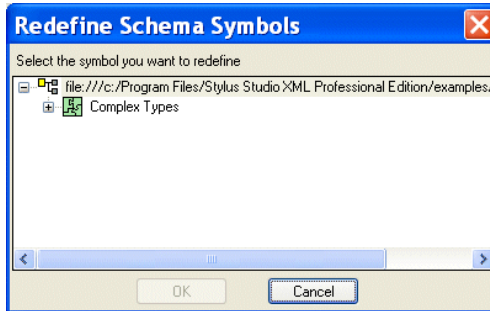 Redefine Schema Symbols
Select the symbol you want to redefine
file:///c:/Program Files/Stylus Studio XML Professional Edition/examples.
Complex Types
OK
Cancel